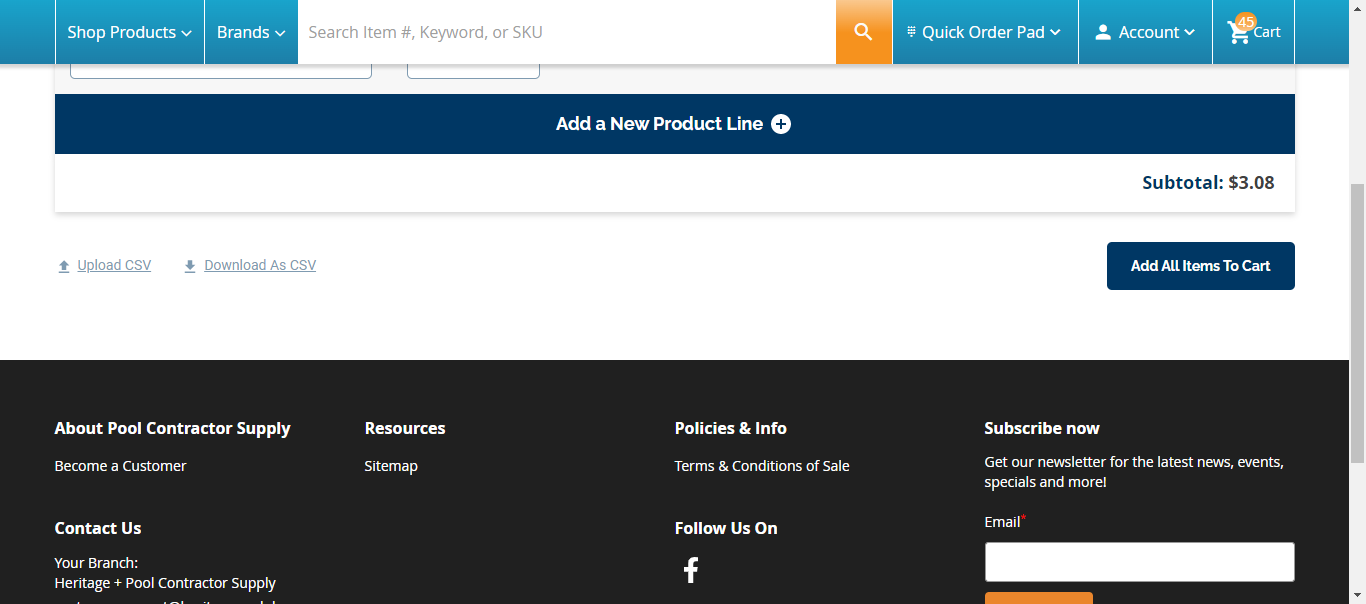 Shop Products
Brands
Search Item #, Keyword, or SKU
Quick Order Pad
Account
45
Cart
Add a New Product Line
Subtotal: $3.08
Upload CSV
Download As CSV
Add All Items To Cart
About Pool Contractor Supply
Become a Customer
Resources
Sitemap
Policies & Info
Terms & Conditions of Sale
Subscribe now
Get our newsletter for the latest news, events,
specials and more!
Email*
Contact Us
Your Branch:
Heritage + Pool Contractor Supply
Follow Us On